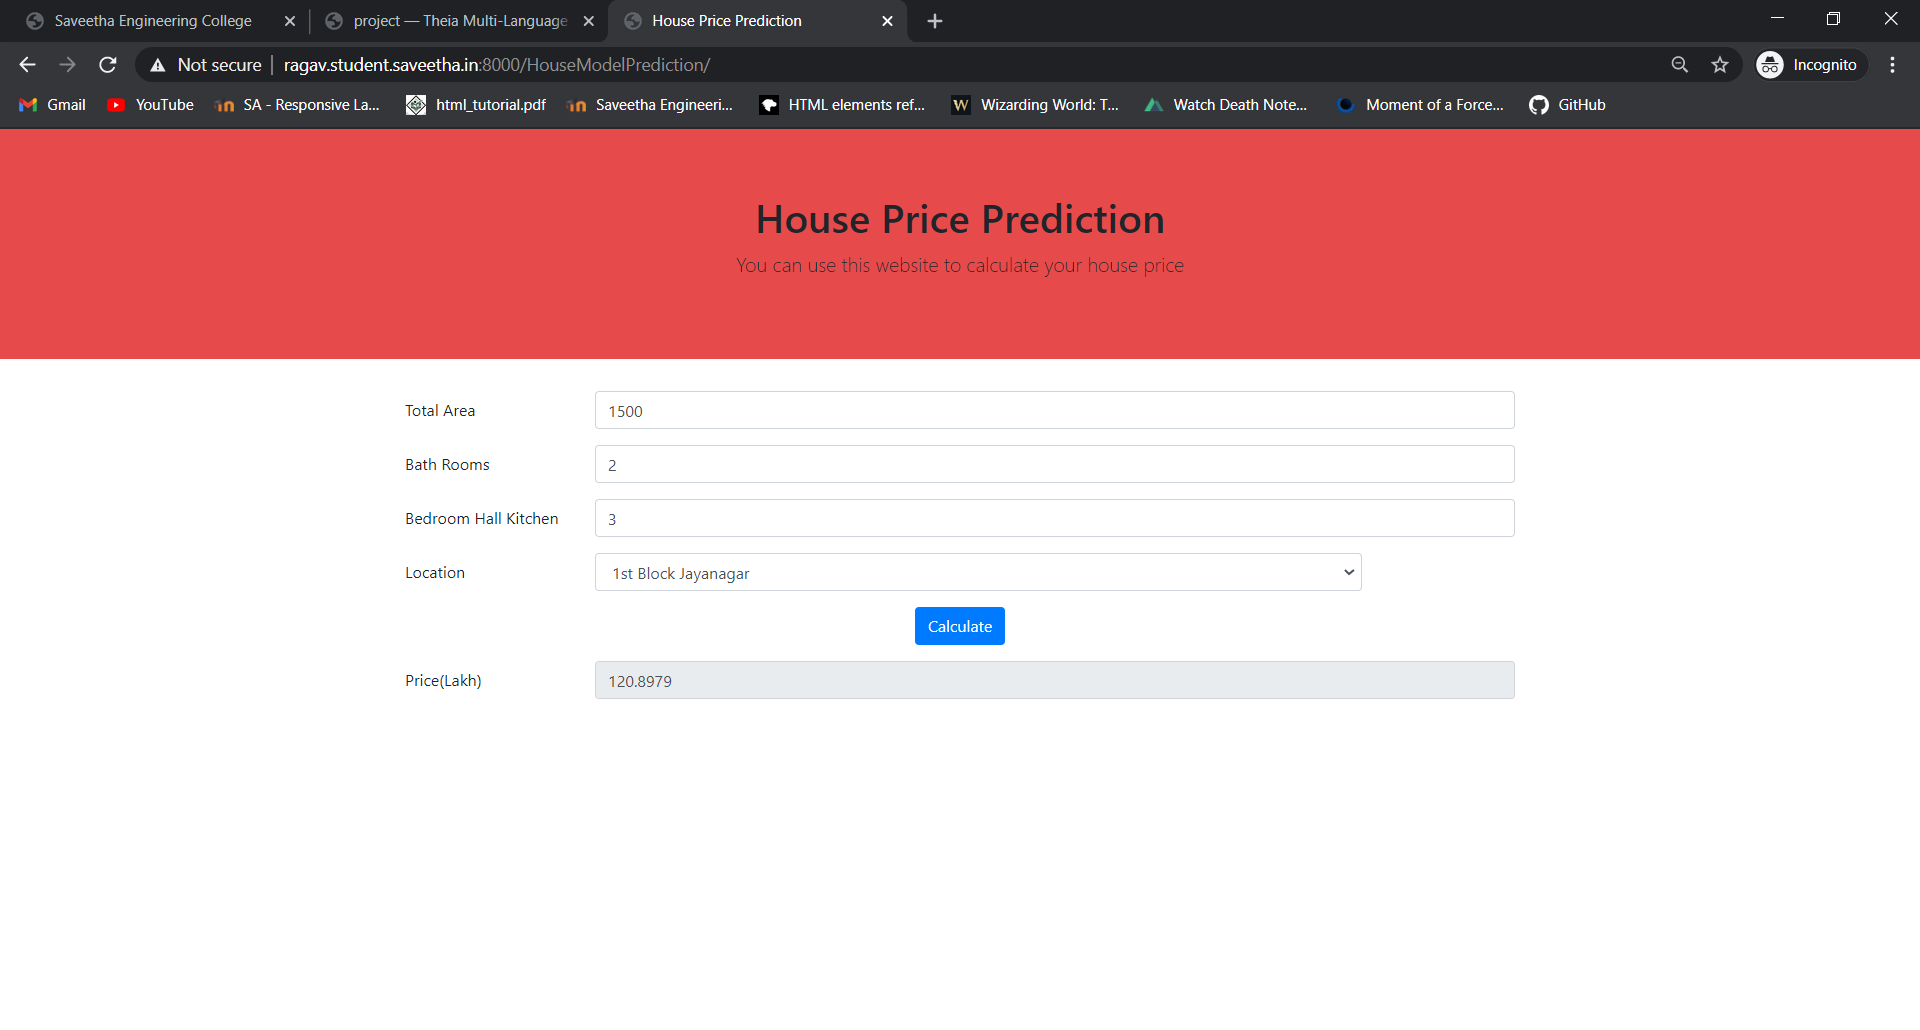 Saveetha Engineering College
project — Theia Multi-Language
House Price Prediction
Not secure
ragav.student.saveetha.in:8000/HouseModelPrediction/
Incognito
Gmail
YouTube
SA - Responsive La...
html_tutorial.pdf
Saveetha Engineeri...
HTML elements ref...
W
Wizarding World: T...
Watch Death Note...
Moment of a Force...
GitHub
House Price Prediction
You can use this website to calculate your house price
Total Area
1500
Bath Rooms
2
Bedroom Hall Kitchen
3
Location
1st Block Jayanagar
Calculate
Price(Lakh)
120.8979